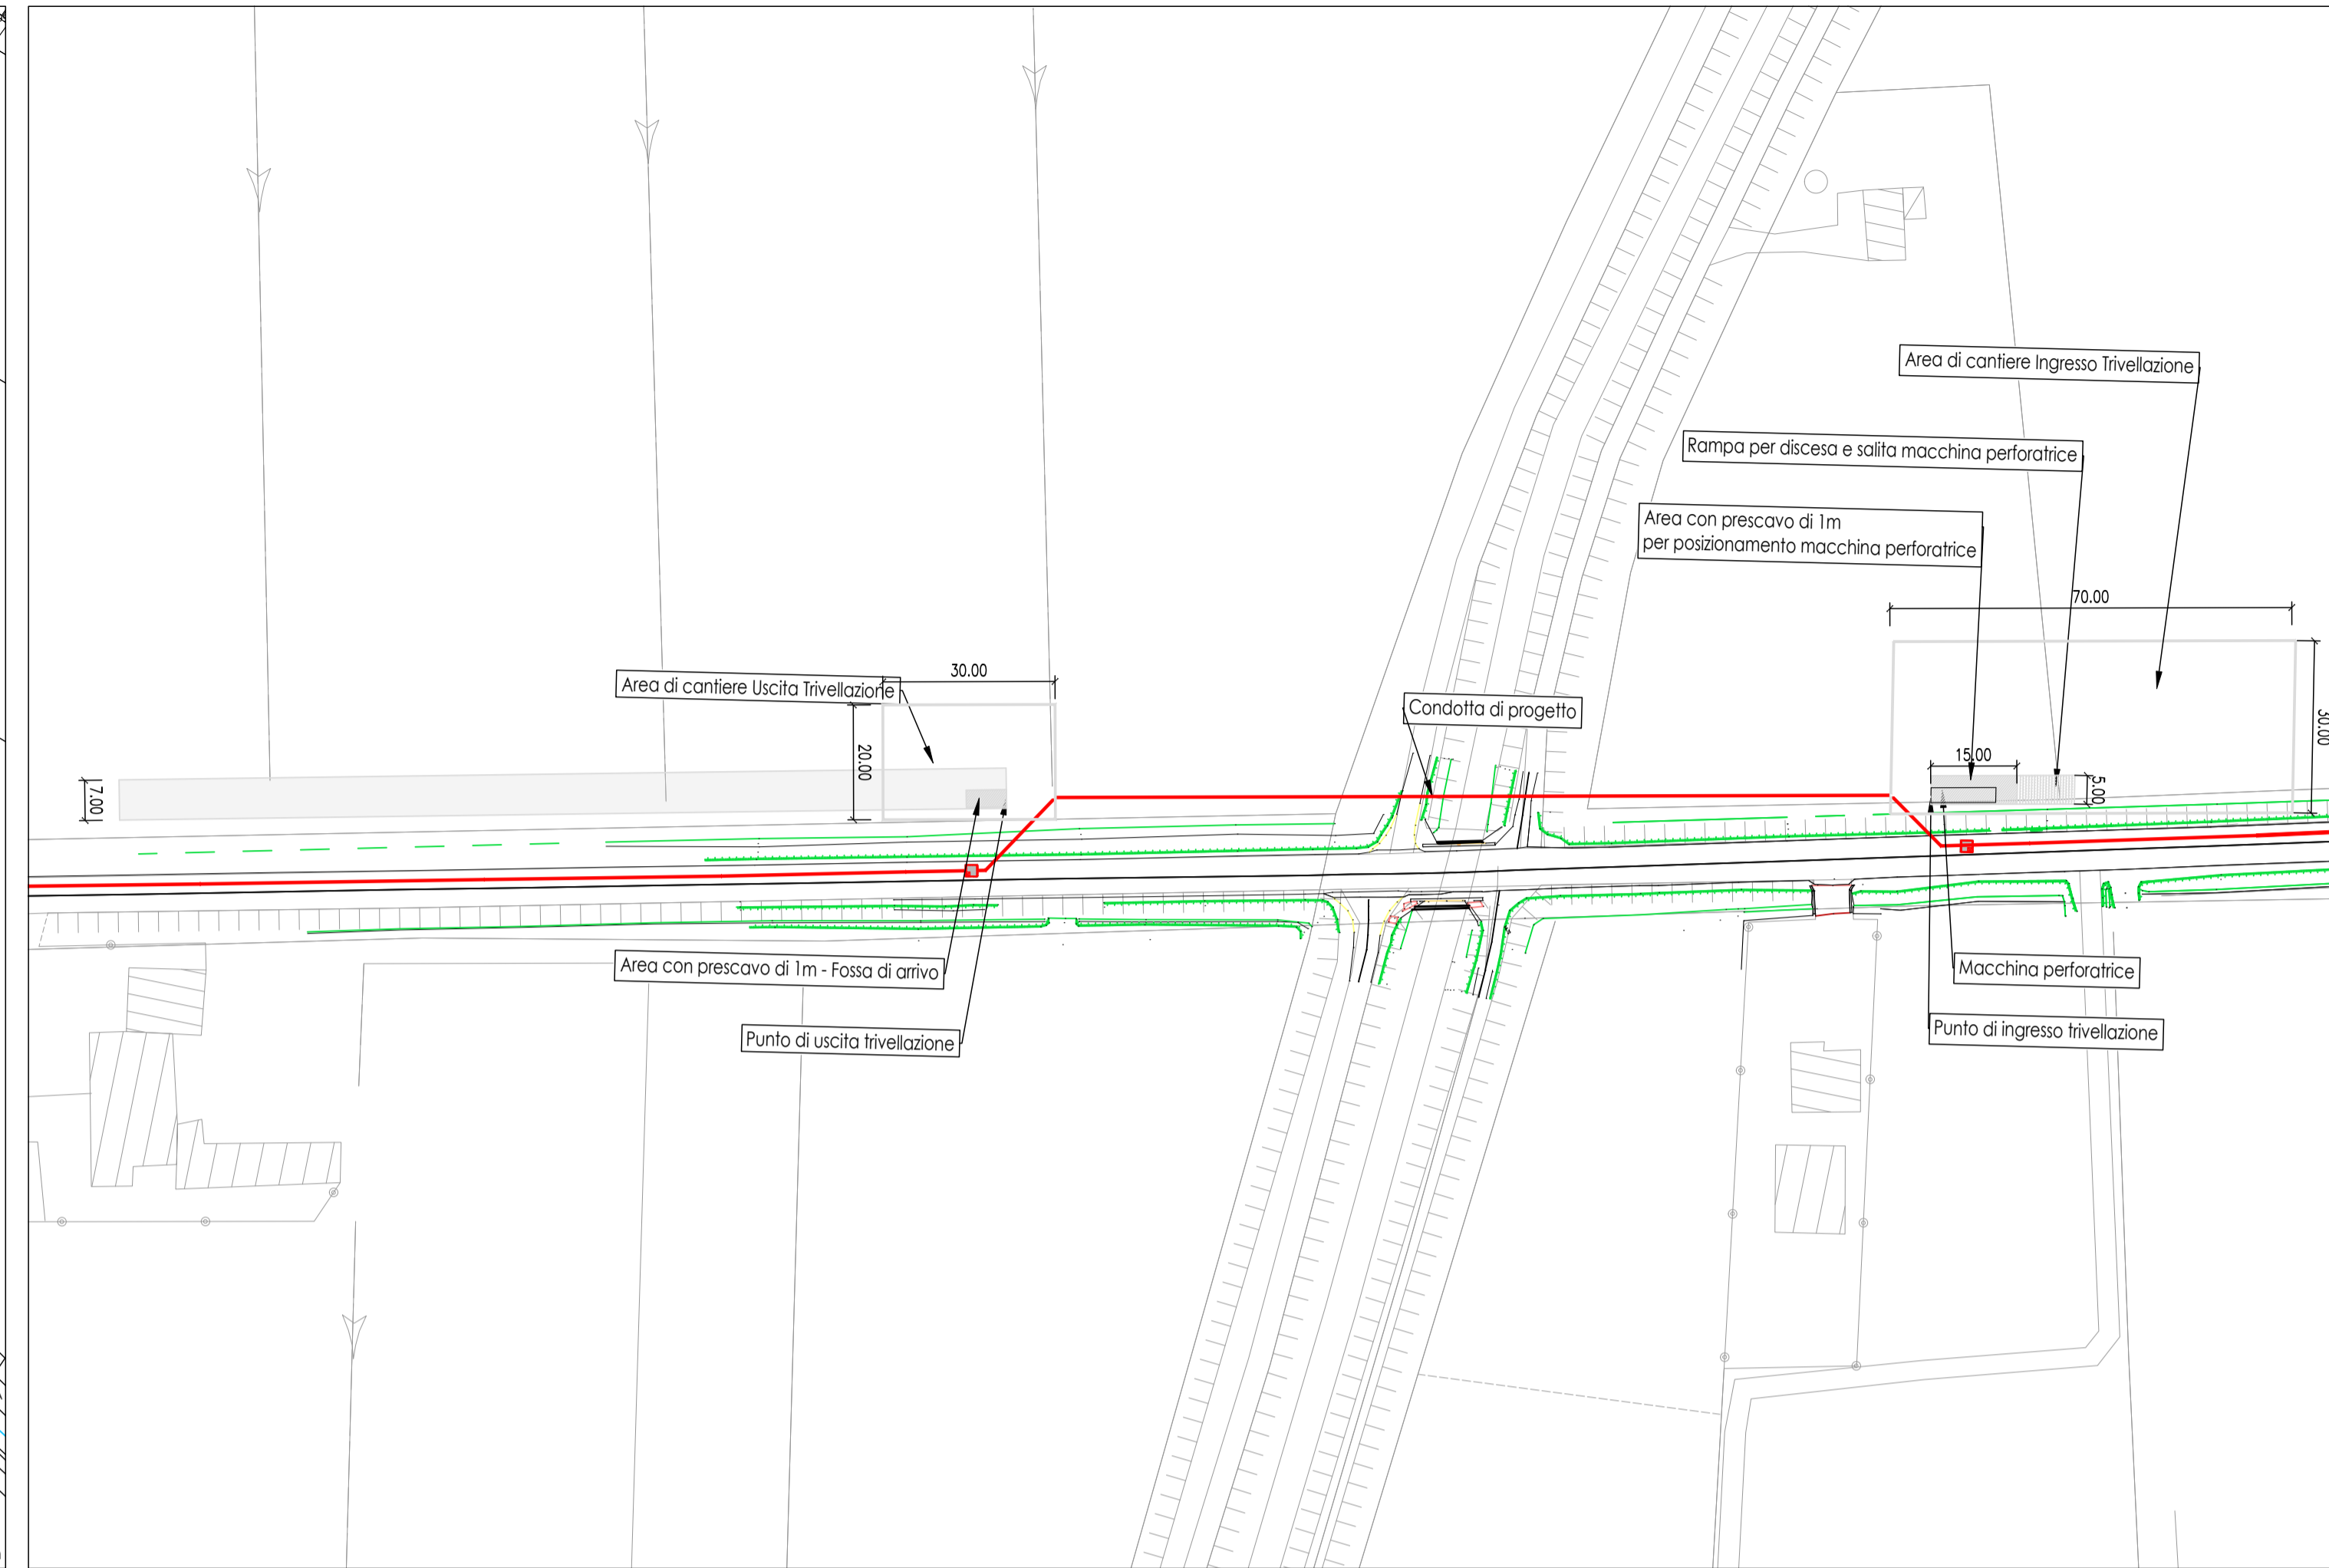 Area di cantiere Ingresso Trivellazione
Rampa per discesa e salita macchina perforatrice
Area con prescavo di 1m
per posizionamento macchina perforatrice
70.00
30.00
Area di cantiere Uscita Trivellazione
Condotta di progetto
20.00
15.00
5.00
7.00
Area con prescavo di 1m - Fossa di arrivo
Macchina perforatrice
Punto di uscita trivellazione
Punto di ingresso trivellazione